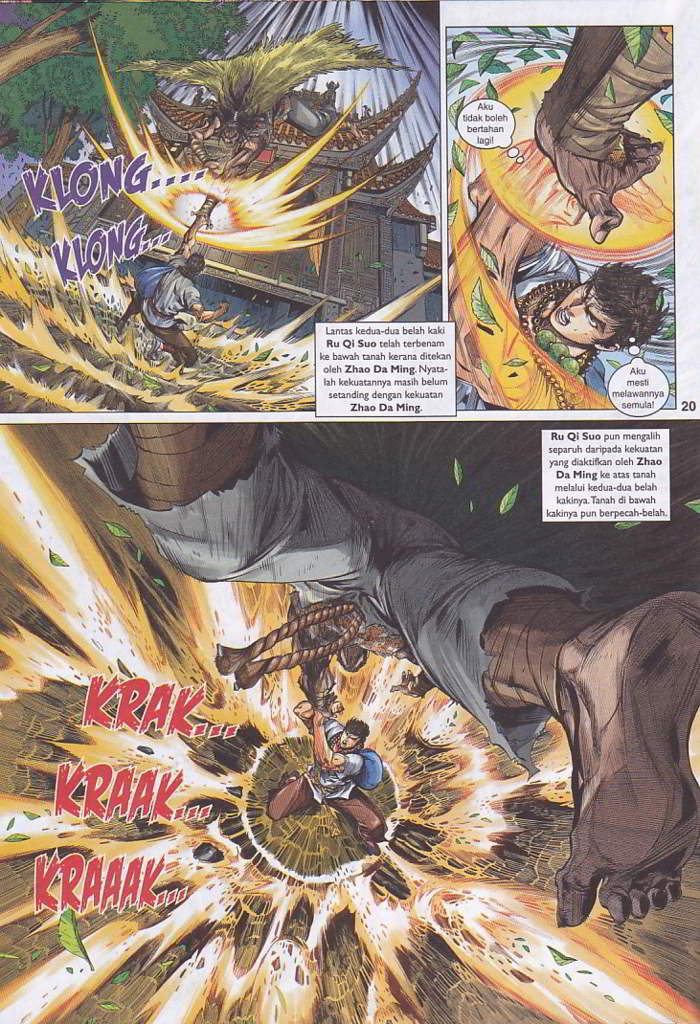 KLONG....
KLONG...
Lantas kedua-dua belah kaki
Ru Qi Suo telah terbenam
ke bawah tanah kerana ditekan
oleh Zhao Da Ming. Nyata-
lah kekuatannya masih belum
setanding dengan kekuatan
Zhao Da Ming.
Aku
tidak boleh
bertahan
lagi!
Aku
mesti
melawannya
semula!
20
Ru Qi Suo pun mengalih
separuh daripada kekuatan
yang diaktifkan oleh Zhao
Da Ming ke atas tanah
melalui kedua-dua belah
kakinya. Tanah di bawah
kakinya pun berpecah-belah.
KRAK...
KRAAK...
KRAAAK...